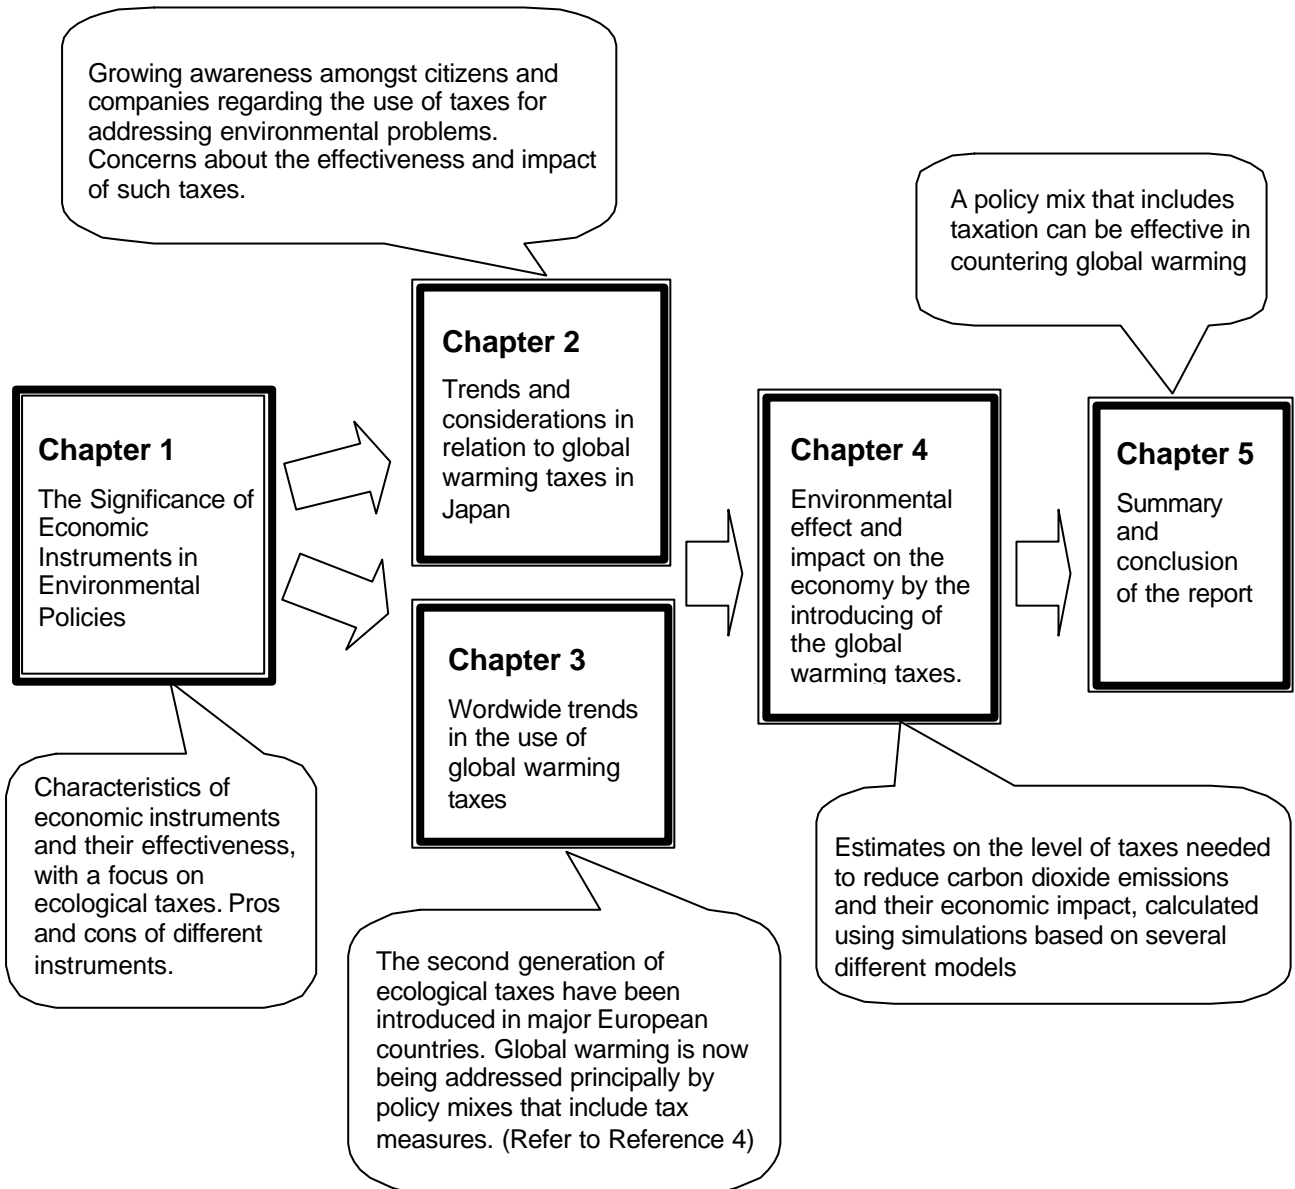 Growing awareness amongst citizens and
companies regarding the use of taxes for
addressing environmental problems.
Concerns about the effectiveness and impact
of such taxes.
A policy mix that includes
taxation can be effective in
countering global warming
Chapter 1
The Significance of
Economic
Instruments in
Environmental
Policies
Chapter 2
Trends and
considerations in
relation to global
warming taxes in
Japan
Chapter 3
Wordwide trends
in the use of
global warming
taxes
Chapter 4
Environmental
effect and
impact on the
economy by the
introducing of
the global
warming taxes.
Chapter 5
Summary
and
conclusion
of the report
Characteristics of
economic instruments
and their effectiveness,
with a focus on
ecological taxes. Pros
and cons of different
instruments.
The second generation of
ecological taxes have been
introduced in major European
countries. Global warming is now
being addressed principally by
policy mixes that include tax
measures. (Refer to Reference 4)
Estimates on the level of taxes needed
to reduce carbon dioxide emissions
and their economic impact, calculated
using simulations based on several
different models